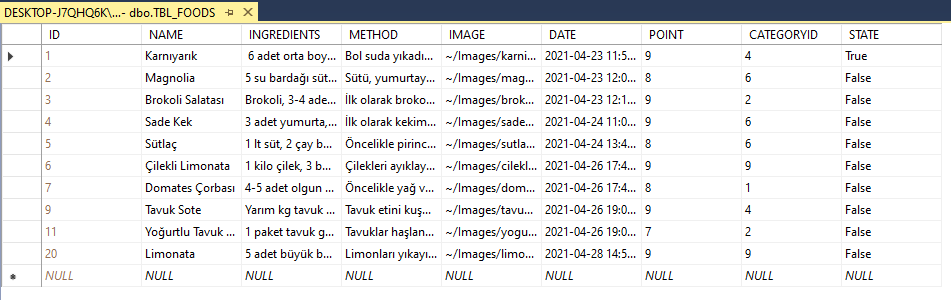 DESKTOP-J7QHQ6K\...- dbo.TBL_FOODS
ID NAME INGREDIENTS METHOD IMAGE DATE POINT CATEGORYID STATE
1 Karnıyarık 6 adet orta boy... Bol suda yıkadı... ~/Images/karni... 2021-04-23 11:5... 9 4 True
2 Magnolia 5 su bardağı süt... Sütü, yumurtay... ~/Images/mag... 2021-04-23 12:0... 8 6 False
3 Brokoli Salatası Brokoli, 3-4 ade... İlk olarak broko... ~/Images/brok... 2021-04-23 12:1... 9 2 False
4 Sade Kek 3 adet yumurta,... İlk olarak kekim... ~/Images/sade... 2021-04-24 11:0... 9 6 False
5 Sütlaç 1 lt süt, 2 çay b... Öncelikle pirinc... ~/Images/sutla... 2021-04-24 13:4... 8 6 False
6 Çilekli Limonata 1 kilo çilek, 3 b... Çilekleri ayıklay... ~/Images/cilekl... 2021-04-26 17:4... 9 9 False
7 Domates Çorbası 4-5 adet olgun ... Öncelikle yağ v... ~/Images/dom... 2021-04-26 17:4... 8 1 False
9 Tavuk Sote Yarım kg tavuk ... Tavuk etini kuş... ~/Images/tavu... 2021-04-26 19:0... 9 4 False
11 Yoğurtlu Tavuk ... 1 paket tavuk g... Tavuklar haşlan... ~/Images/yogu... 2021-04-26 19:0... 7 2 False
20 Limonata 5 adet büyük b... Limonları yıkayı... ~/Images/limo... 2021-04-28 14:5... 9 9 False
NULL NULL NULL NULL NULL NULL NULL NULL NULL